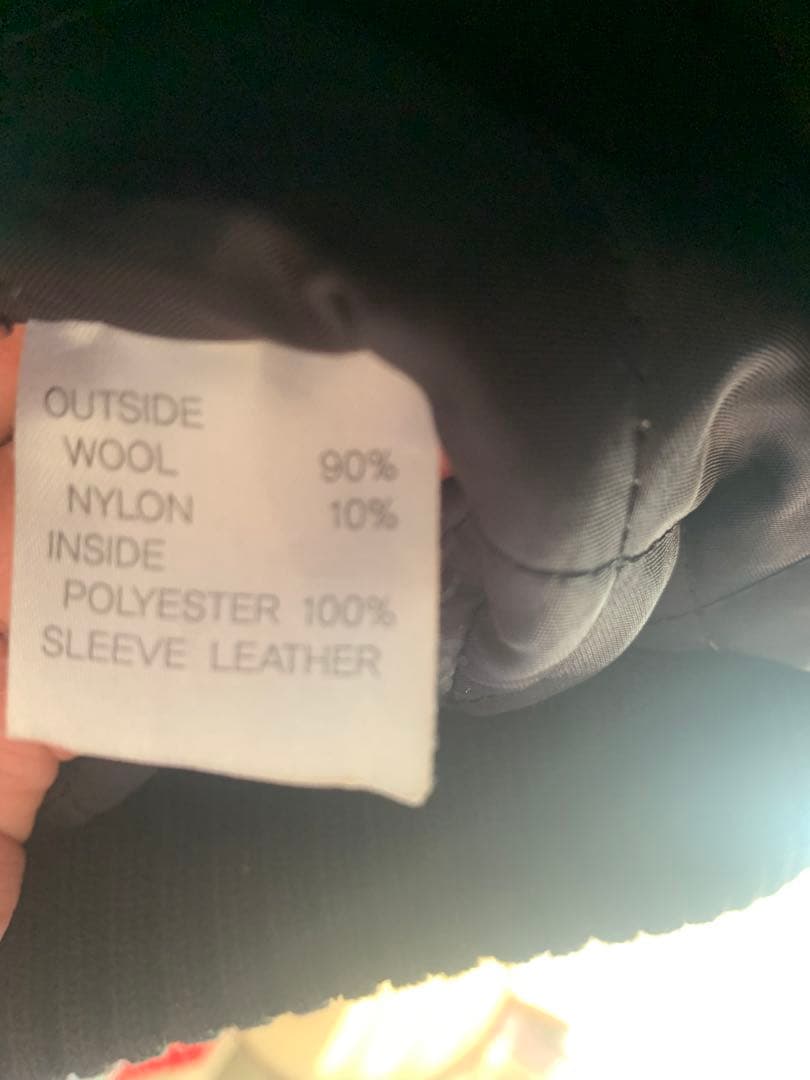 OUTSIDE
WOOL 90%
NYLON 10%
INSIDE
POLYESTER 100%
SLEEVE LEATHER